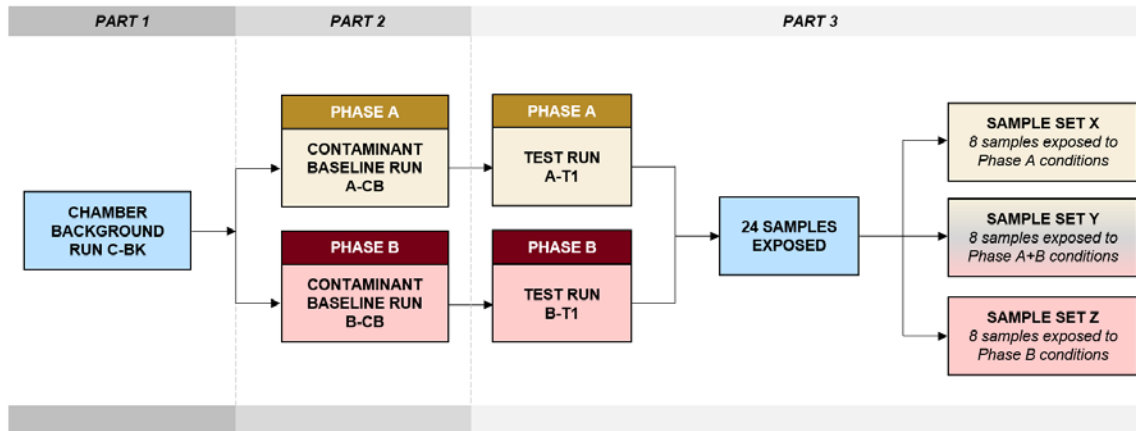 PART 1
PART 2
PART 3
CHAMBER
BACKGROUND
RUN C-BK
PHASE A
CONTAMINANT
BASELINE RUN
A-CB
PHASE B
CONTAMINANT
BASELINE RUN
B-CB
PHASE A
TEST RUN
A-T1
PHASE B
TEST RUN
B-T1
24 SAMPLES
EXPOSED
SAMPLE SET X
8 samples exposed to
Phase A conditions
SAMPLE SET Y
8 samples exposed to
Phase A+B conditions
SAMPLE SET Z
8 samples exposed to
Phase B conditions